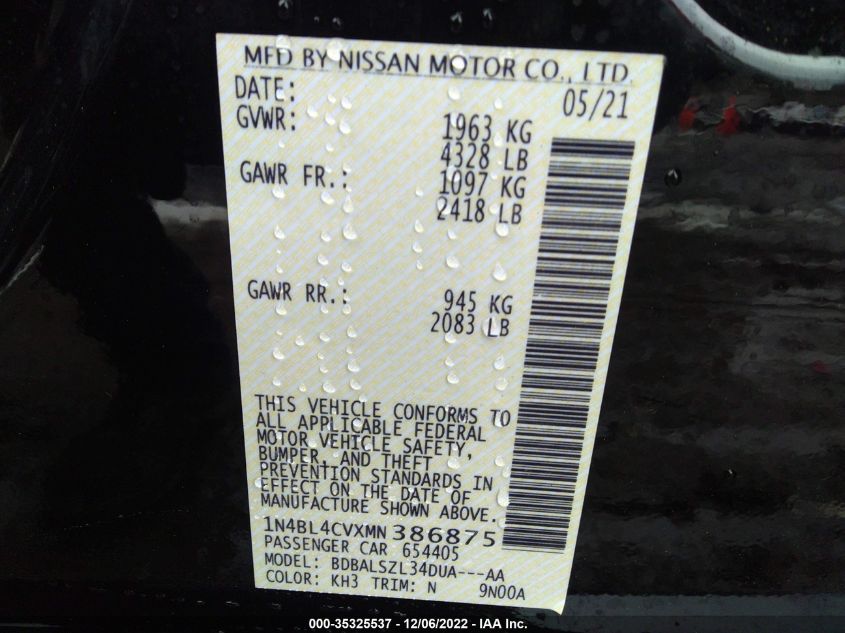 MFD BY NISSAN MOTOR CO., LTD.
DATE: 05/21
GVWR: 1963 KG
4328 LB
GAWR FR.: 1097 KG
2418 LB
GAWR RR.: 945 KG
2083 LB
THIS VEHICLE CONFORMS TO
ALL APPLICABLE FEDERAL
MOTOR VEHICLE SAFETY,
BUMPER, AND THEFT
PREVENTION STANDARDS IN
EFFECT ON THE DATE OF
MANUFACTURE SHOWN ABOVE.
1N4BL4CVXMN386875
PASSENGER CAR 654405
MODEL: BDBALSZL34DUA---AA
COLOR: KH3 TRIM: N 9N00A
000-35325537 - 12/06/2022 - IAA Inc.